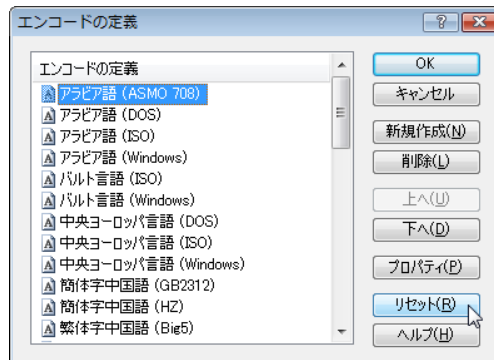 エンコードの定義
エンコードの定義
アラビア語 (ASMO 708)
アラビア語 (DOS)
アラビア語 (ISO)
アラビア語 (Windows)
バルト言語 (ISO)
バルト言語 (Windows)
中央ヨーロッパ言語 (DOS)
中央ヨーロッパ言語 (ISO)
中央ヨーロッパ言語 (Windows)
簡体字中国語 (GB2312)
簡体字中国語 (HZ)
繁体字中国語 (Big5)
OK
キャンセル
新規作成(N)
削除(L)
上へ(U)
下へ(D)
プロパティ(P)
リセット(R)
ヘルプ(H)